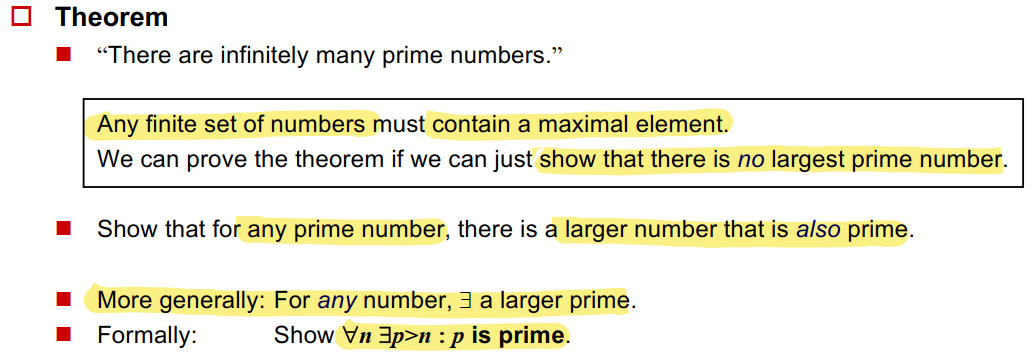 Theorem
“There are infinitely many prime numbers.”
Any finite set of numbers must contain a maximal element.
We can prove the theorem if we can just show that there is no largest prime number.
Show that for any prime number, there is a larger number that is also prime.
More generally: For any number, ∃ a larger prime.
Formally: Show ∀n ∃p>n : p is prime.